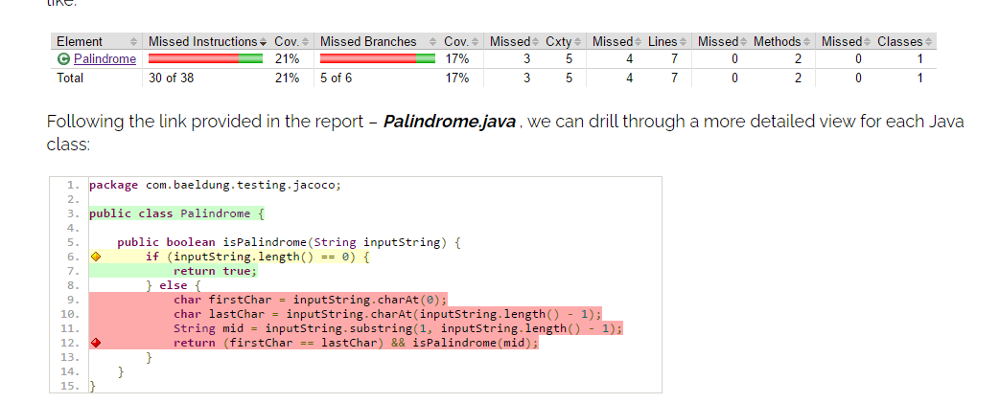 like:
Element Missed Instructions Cov. Missed Branches Cov. Missed Cxty Missed Lines Missed Methods Missed Classes
C Palindrome 21% 17% 3 5 4 7 0 2 0 1
Total 30 of 38 21% 5 of 6 17% 3 5 4 7 0 2 0 1
Following the link provided in the report – Palindrome.java , we can drill through a more detailed view for each Java
class:
1. package com.baeldung.testing.jacoco;
2.
3. public class Palindrome {
4.
5. public boolean isPalindrome(String inputString) {
6. if (inputString.length() == 0) {
7. return true;
8. } else {
9. char firstChar = inputString.charAt(0);
10. char lastChar = inputString.charAt(inputString.length() - 1);
11. String mid = inputString.substring(1, inputString.length() - 1);
12. return (firstChar == lastChar) && isPalindrome(mid);
13. }
14. }
15. }